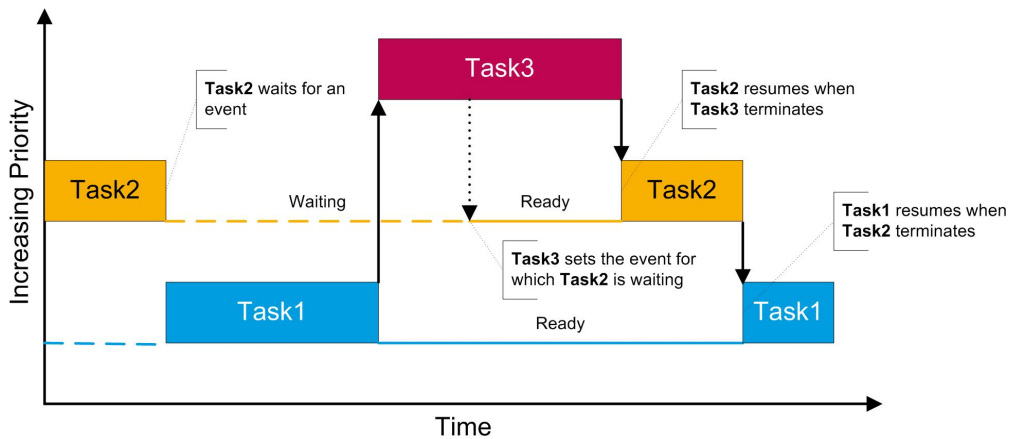 Increasing Priority
Task3
Task2 waits for an
event
Task2 resumes when
Task3 terminates
Task2
Waiting
Ready
Task2
Task1 resumes when
Task2 terminates
Task3 sets the event for
which Task2 is waiting
Task1
Ready
Task1
Time